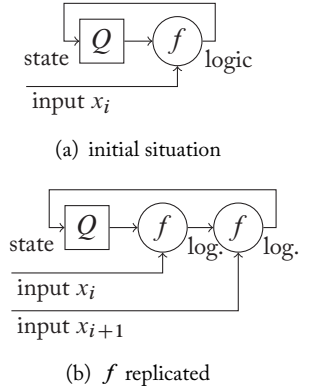 Q f
state logic
input x_i
(a) initial situation
Q f f
state log. log.
input x_i
input x_{i+1}
(b) f replicated